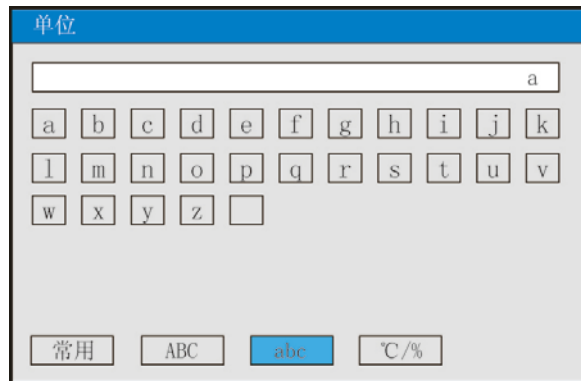 单位
a
a b c d e f g h i j k
l m n o p q r s t u v
w x y z
常用 ABC abc ℃/%